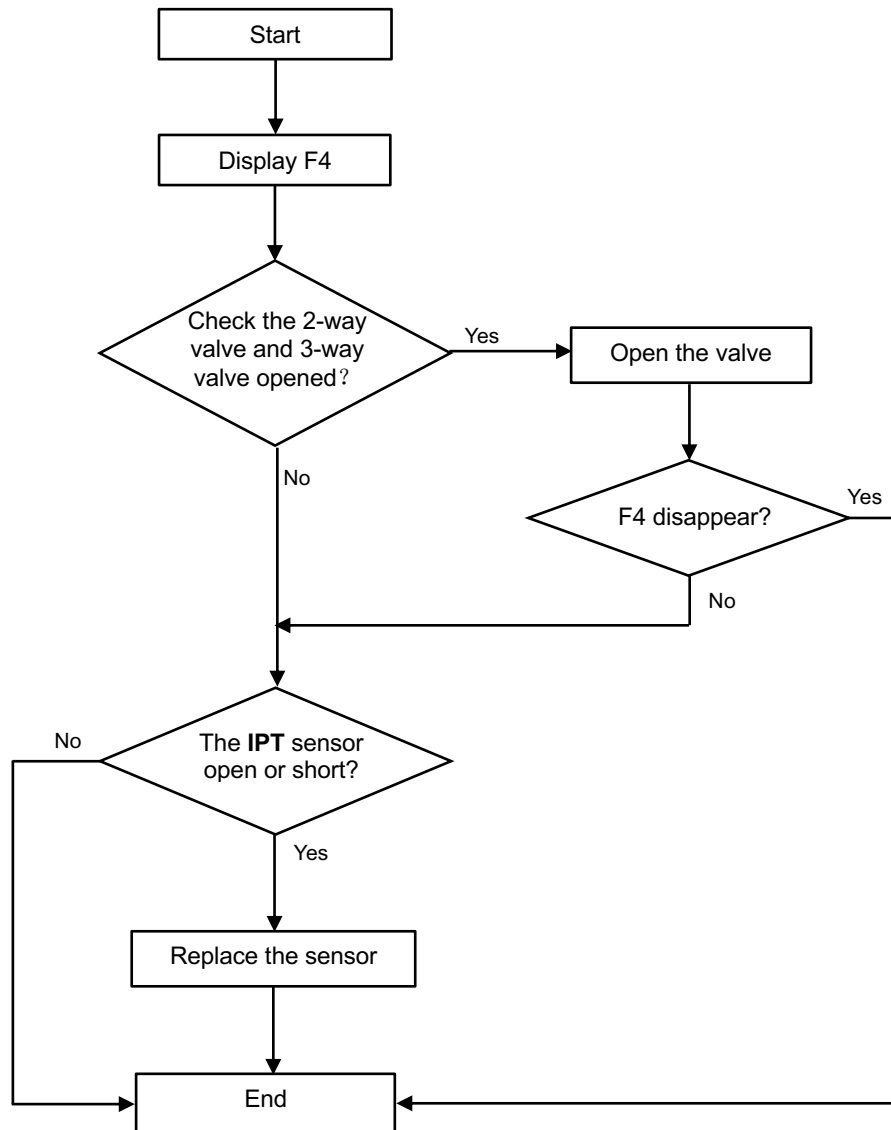 Start
Display F4
Check the 2-way
valve and 3-way
valve opened？
Yes
Open the valve
No
F4 disappear?
Yes
No
No
The IPT sensor
open or short?
Yes
Replace the sensor
End